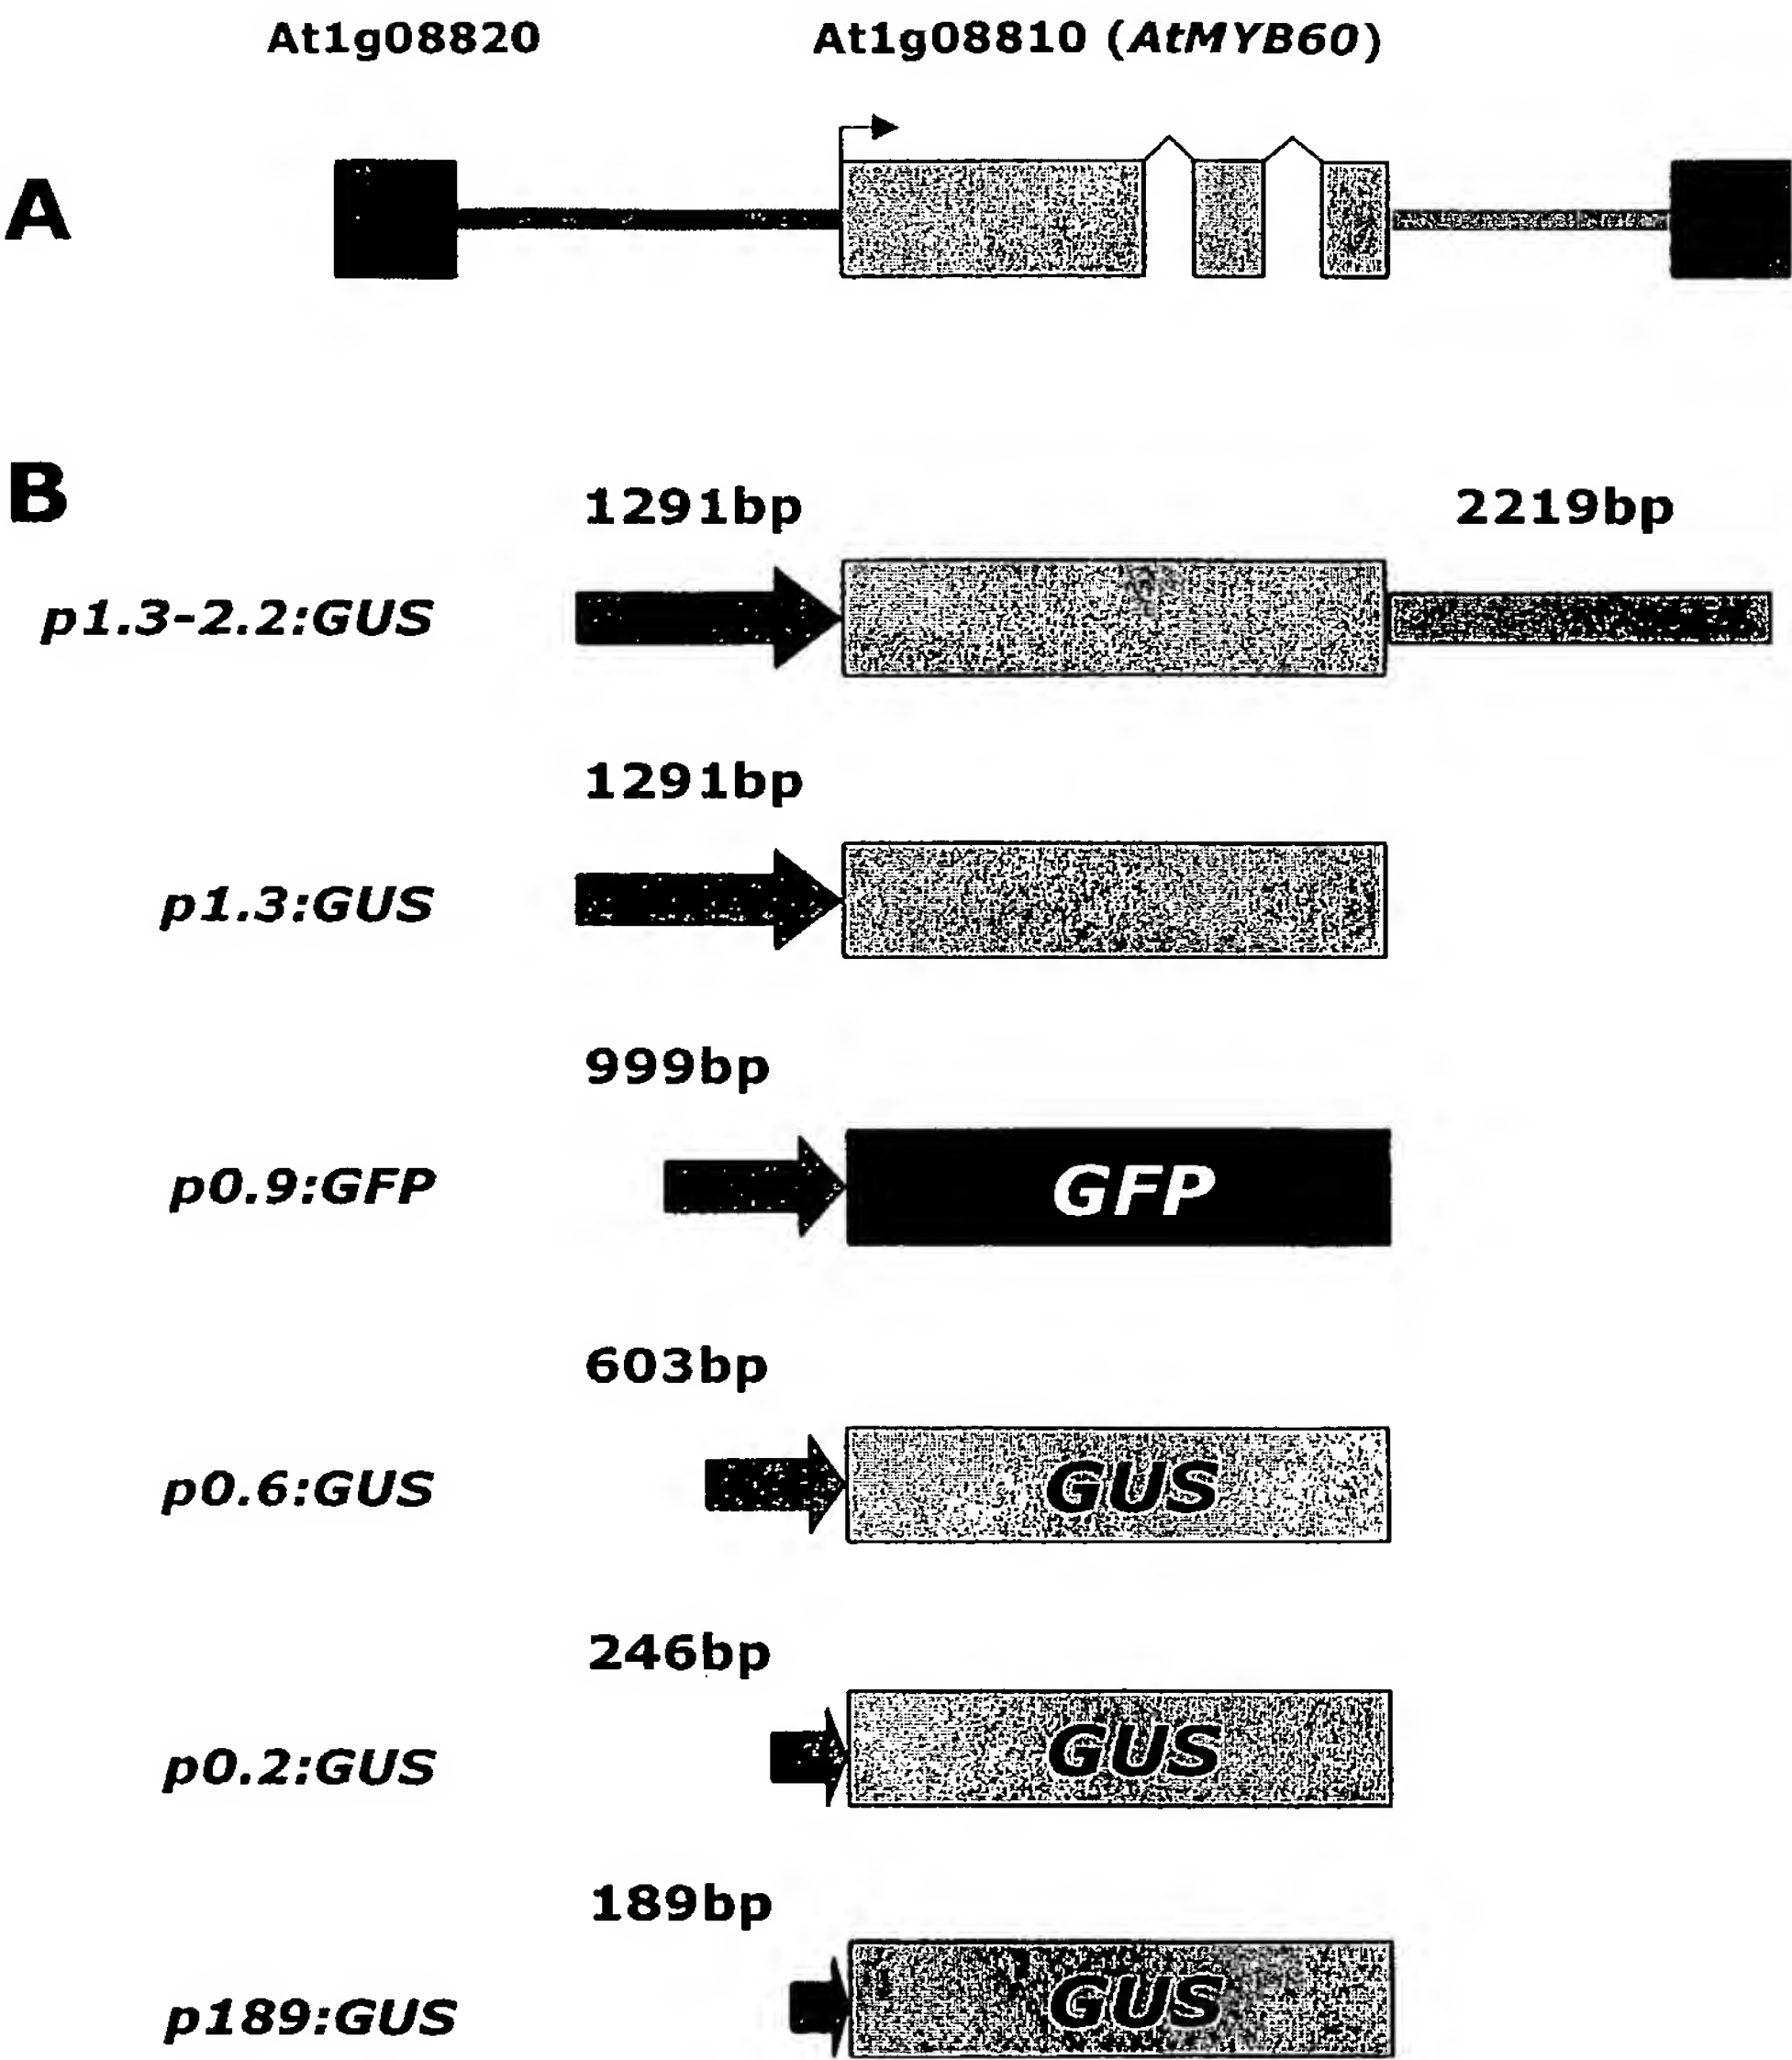 At1g08820 At1g08810 (AtMYB60)
A
B
1291bp 2219bp
p1.3-2.2:GUS
1291bp
p1.3:GUS
999bp
p0.9:GFP GFP
603bp
p0.6:GUS GUS
246bp
p0.2:GUS GUS
189bp
p189:GUS GUS